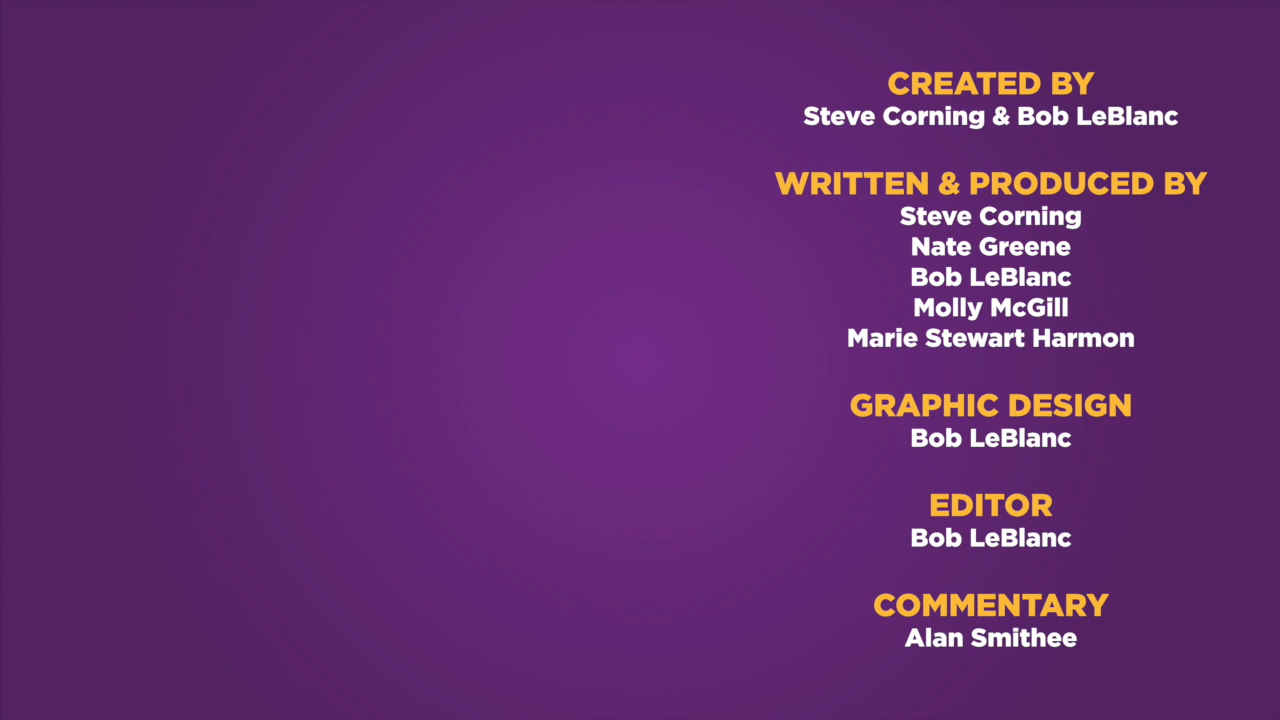 CREATED BY
Steve Corning & Bob LeBlanc
WRITTEN & PRODUCED BY
Steve Corning
Nate Greene
Bob LeBlanc
Molly McGill
Marie Stewart Harmon
GRAPHIC DESIGN
Bob LeBlanc
EDITOR
Bob LeBlanc
COMMENTARY
Alan Smithee